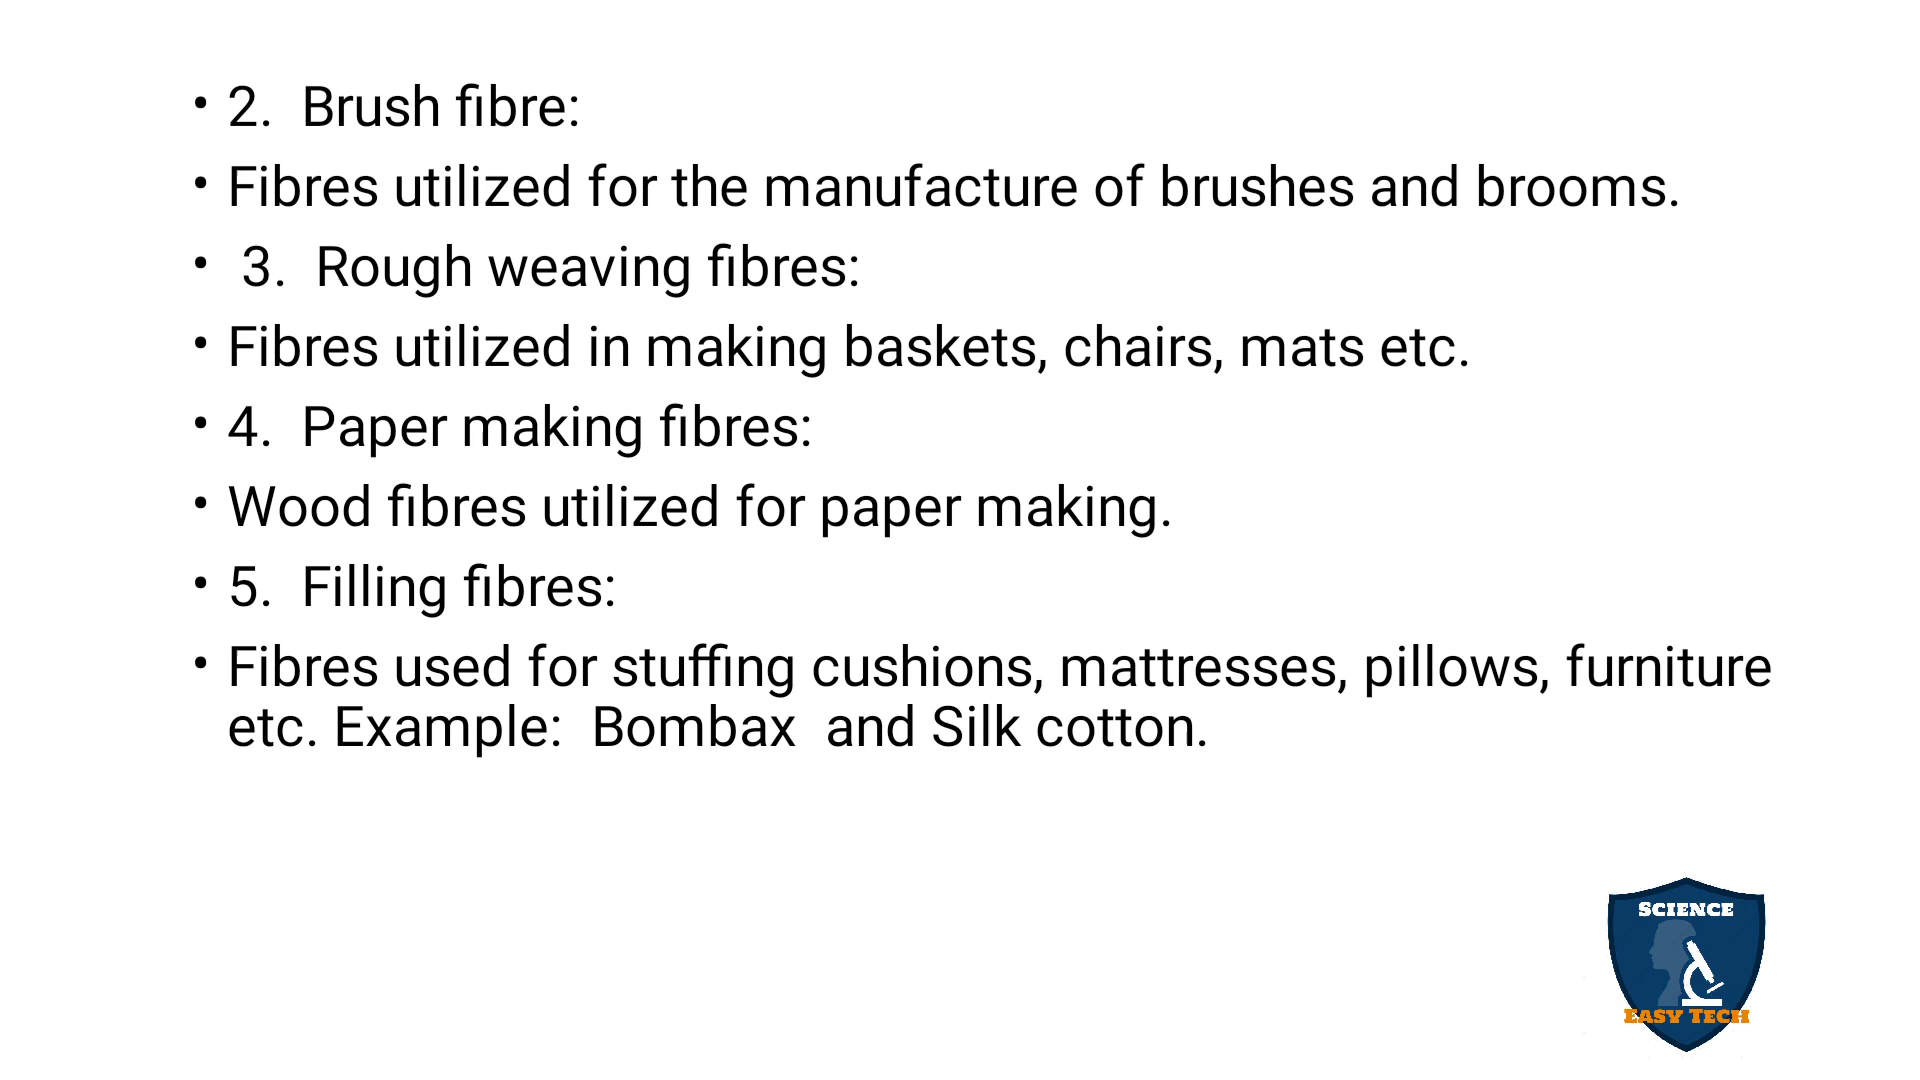 • 2.  Brush fibre:
• Fibres utilized for the manufacture of brushes and brooms.
•  3.  Rough weaving fibres:
• Fibres utilized in making baskets, chairs, mats etc.
• 4.  Paper making fibres:
• Wood fibres utilized for paper making.
• 5.  Filling fibres:
• Fibres used for stuffing cushions, mattresses, pillows, furniture
etc. Example:  Bombax  and Silk cotton.
SCIENCE
EASY TECH